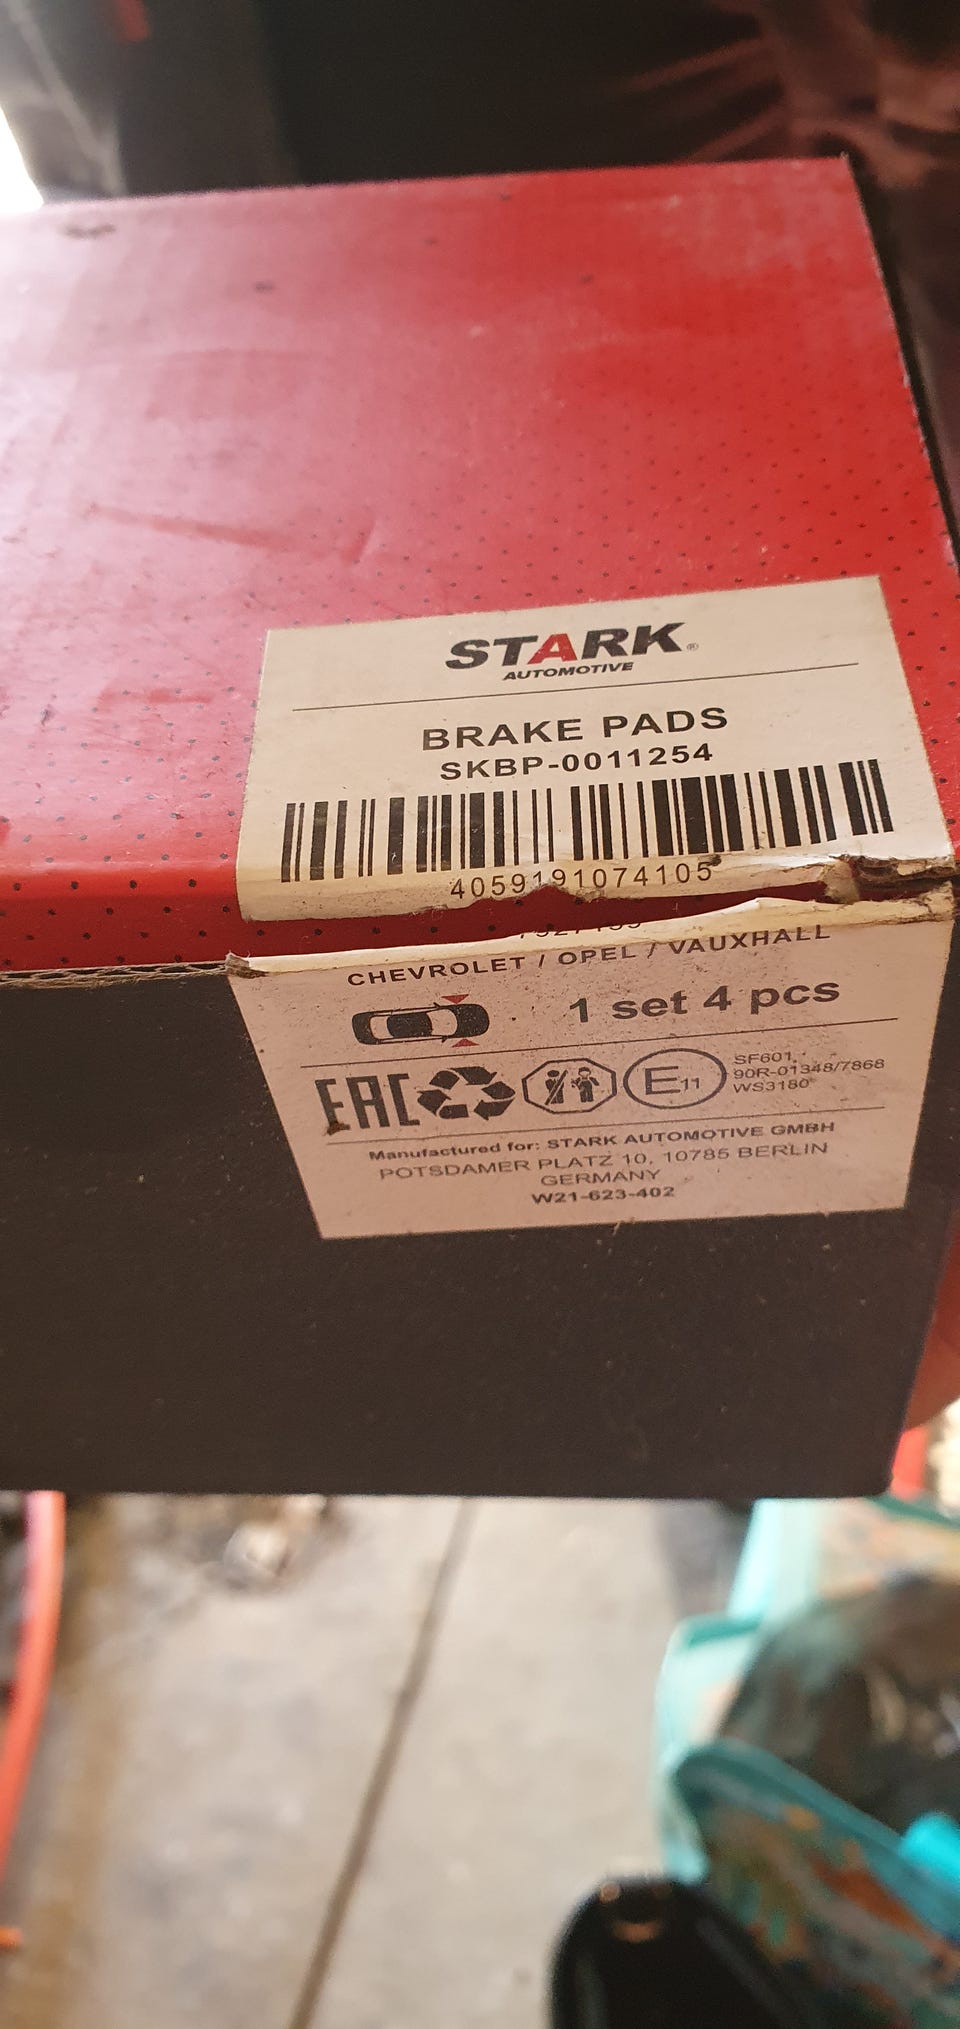 STARK®
AUTOMOTIVE
BRAKE PADS
SKBP-0011254
4059191074105
CHEVROLET / OPEL / VAUXHALL
1 set 4 pcs
EAC
E11
SF601
90R-01348/7868
WS3180
Manufactured for: STARK AUTOMOTIVE GMBH
POTSDAMER PLATZ 10, 10785 BERLIN
GERMANY
W21-623-402